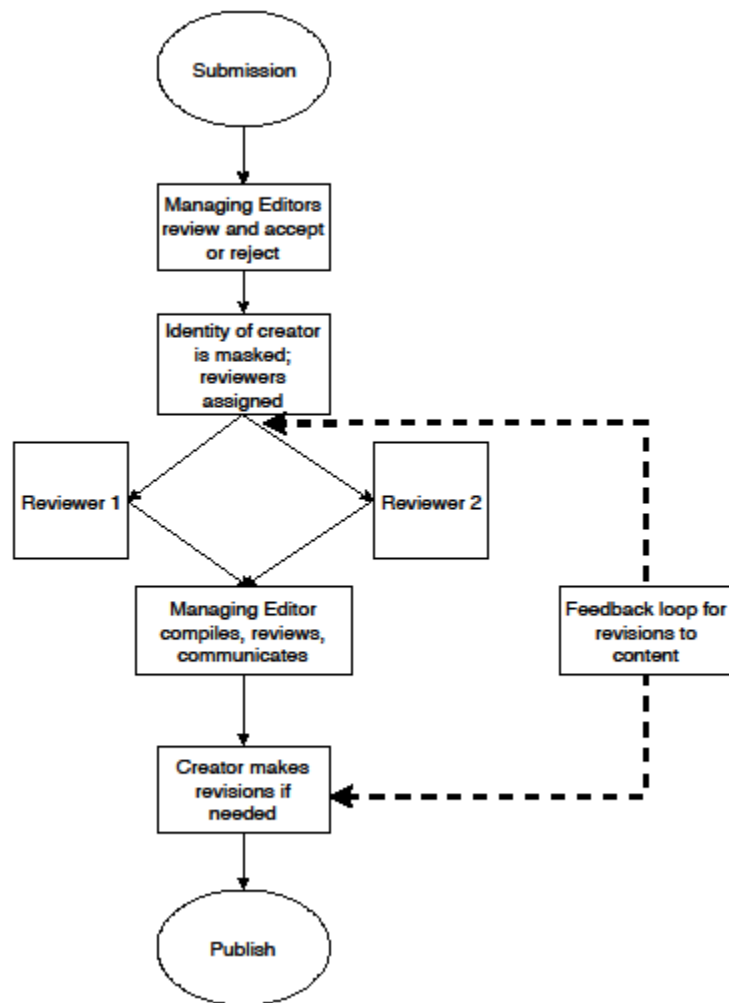 Submission
Managing Editors
review and accept
or reject
Identity of creator
is masked;
reviewers
assigned
Reviewer 1
Reviewer 2
Managing Editor
compiles, reviews,
communicates
Feedback loop for
revisions to
content
Creator makes
revisions if
needed
Publish